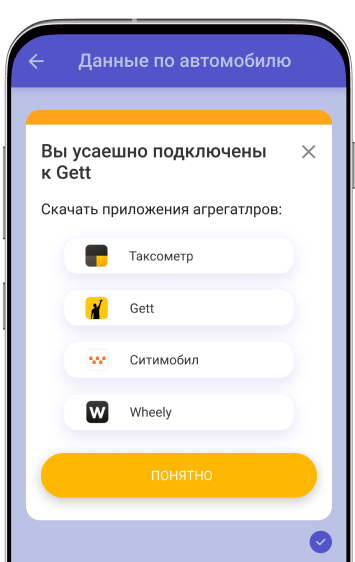 Данные по автомобилю
Вы усаешно подключены
к Gett
Скачать приложения агрегатлров:
Таксометр
Gett
Ситимобил
W Wheely
ПОНЯТНО